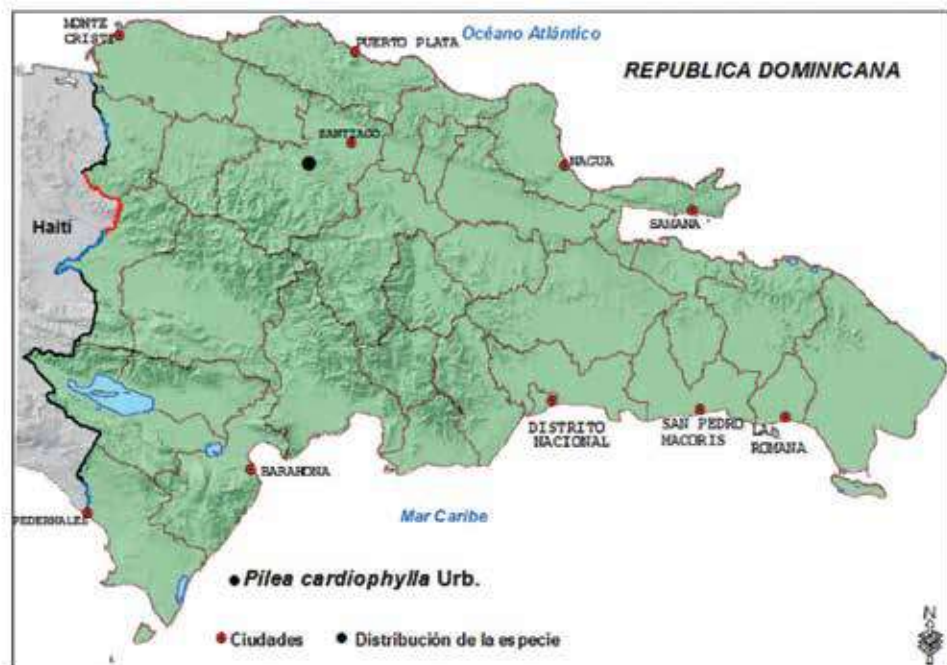 MONTE
CRISTI
PUERTO PLATA
Océano Atlántico
REPUBLICA DOMINICANA
SANTIAGO
NAGUA
SAMANA
Haití
DISTRITO
NACIONAL
SAN PEDRO
MACORIS
LA
ROMANA
BARAHONA
PEDERNALES
Mar Caribe
Pilea cardiophylla Urb.
Ciudades
Distribución de la especie
N